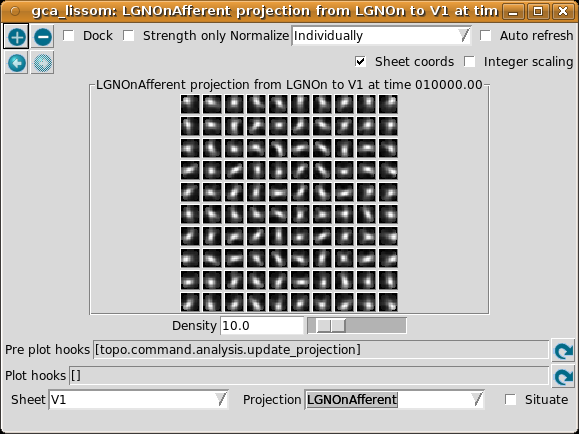 gca_lissom: LGNOnAfferent projection from LGNOn to V1 at tim
Dock Strength only Normalize Individually Auto refresh
Sheet coords Integer scaling
LGNOnAfferent projection from LGNOn to V1 at time 010000.00
Density 10.0
Pre plot hooks [topo.command.analysis.update_projection]
Plot hooks []
Sheet V1 Projection LGNOnAfferent Situate